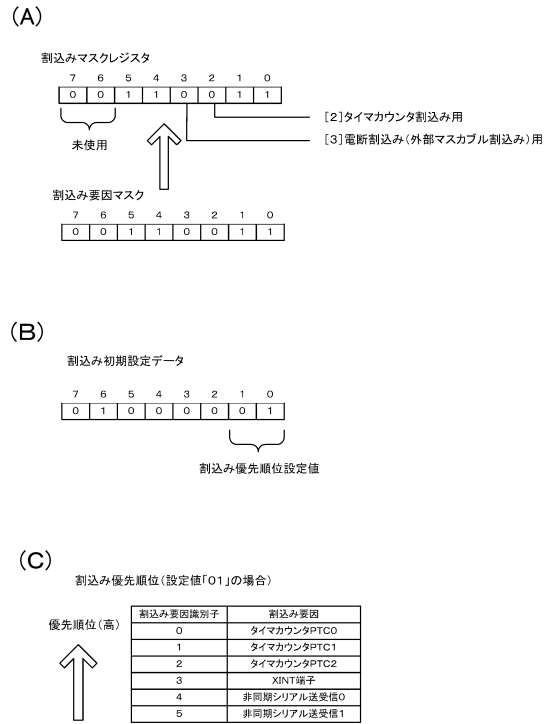 (A)
割込みマスクレジスタ
7 6 5 4 3 2 1 0
0 0 1 1 0 0 1 1
[2]タイマカウンタ割込み用
[3]電断割込み(外部マスカブル割込み)用
未使用
割込み要因マスク
7 6 5 4 3 2 1 0
0 0 1 1 0 0 1 1
(B)
割込み初期設定データ
7 6 5 4 3 2 1 0
0 1 0 0 0 0 0 1
割込み優先順位設定値
(C)
割込み優先順位(設定値「01」の場合)
優先順位(高)
割込み要因識別子 割込み要因
0 タイマカウンタPTC0
1 タイマカウンタPTC1
2 タイマカウンタPTC2
3 XINT端子
4 非同期シリアル送受信0
5 非同期シリアル送受信1